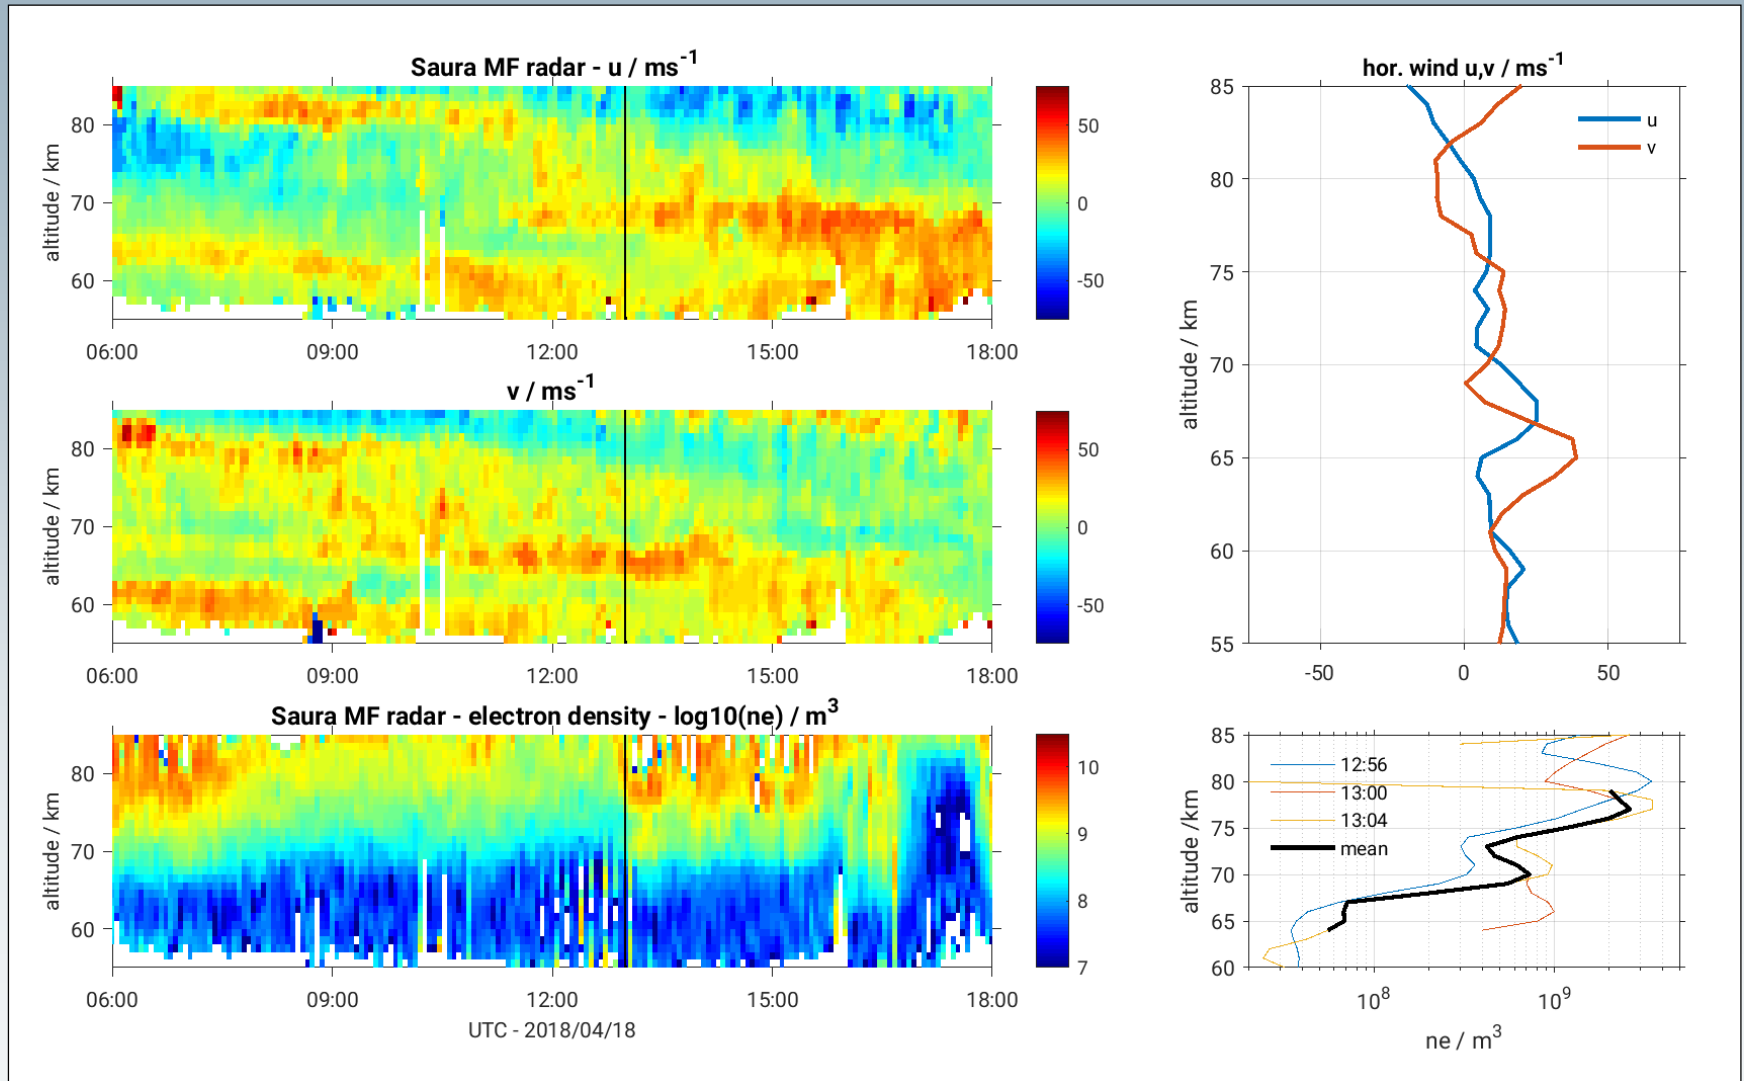 Saura MF radar - u / ms-1
altitude / km
80
70
60
06:00 09:00 12:00 15:00 18:00
50
0
-50
v / ms-1
altitude / km
80
70
60
06:00 09:00 12:00 15:00 18:00
50
0
-50
Saura MF radar - electron density - log10(ne) / m3
altitude / km
80
70
60
06:00 09:00 12:00 15:00 18:00
UTC - 2018/04/18
10
9
8
7
hor. wind u,v / ms-1
altitude / km
85
80
75
70
65
60
55
-50 0 50
u
v
altitude /km
85
80
75
70
65
60
12:56
13:00
13:04
mean
108 109
ne / m3